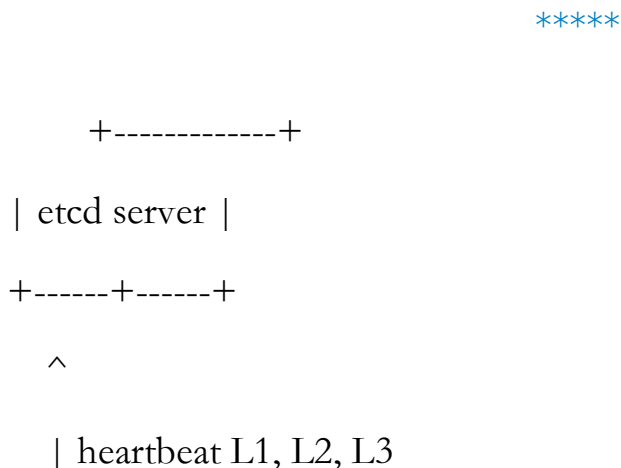 *****
+-------------+
| etcd server |
+------+------+
^
| heartbeat L1, L2, L3